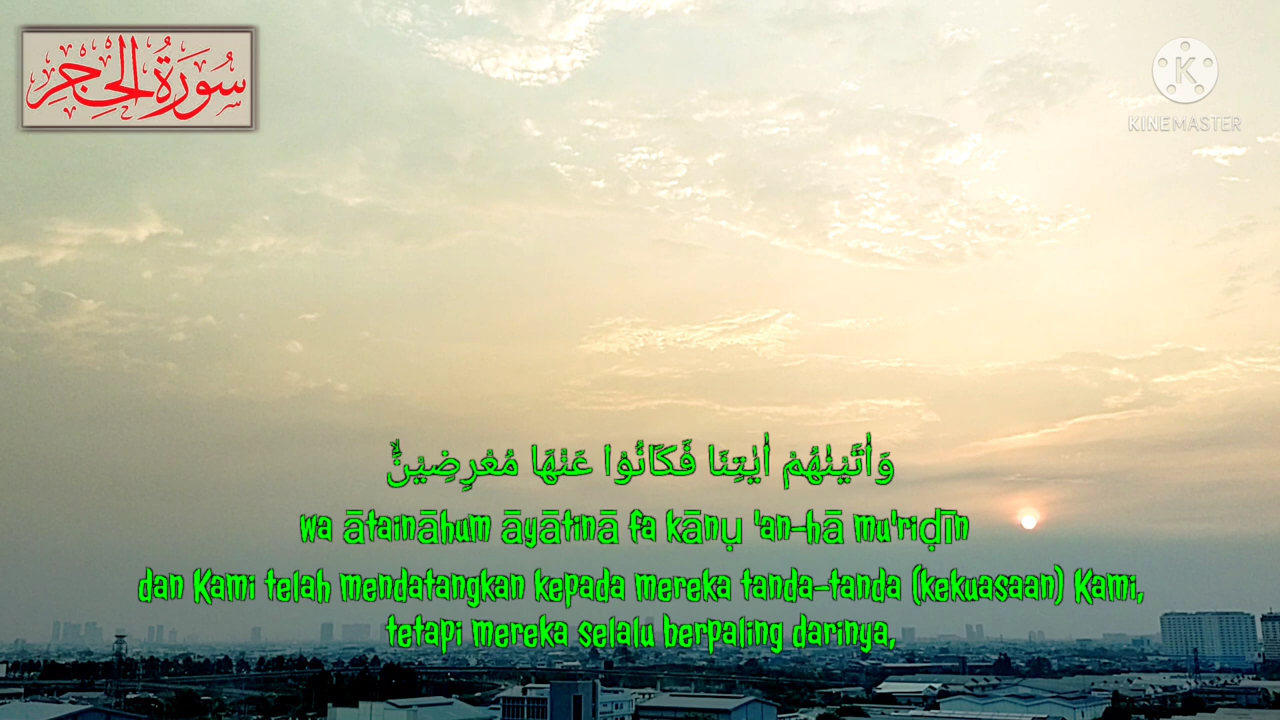 سُورَةُ الحِجْرِ
KINEMASTER
وَاٰتَيْنٰهُمْ اٰيٰتِنَا فَكَانُوْا عَنْهَا مُعْرِضِيْنَۙ
wa ātaināhum āyātinā fa kānụ 'an-hā mu'riḍīn
dan Kami telah mendatangkan kepada mereka tanda-tanda (kekuasaan) Kami,
tetapi mereka selalu berpaling darinya,